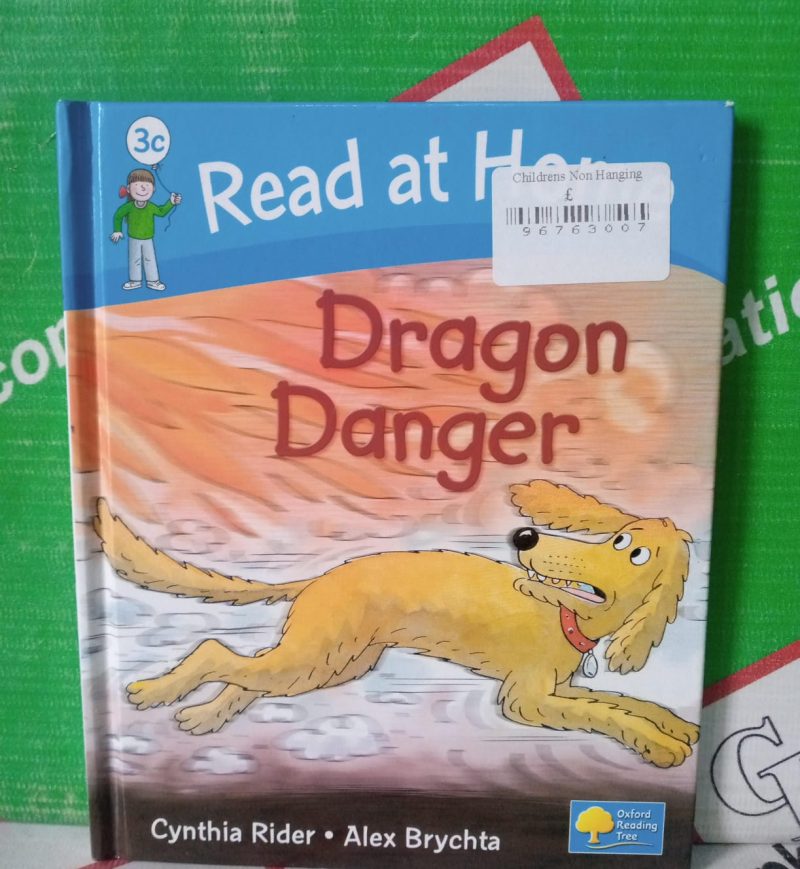 3c
Read at
Childrens Non Hanging
£
96763007
Dragon
Danger
Cynthia Rider • Alex Brychta
Oxford
Reading
Tree